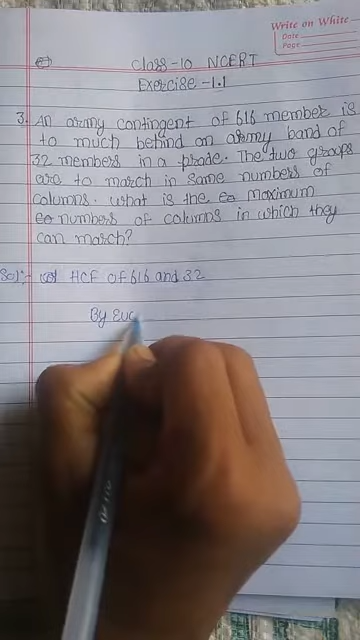 Write on White
Date
Page
Class-10 NCERT
Exercise-1.1
3. An army contingent of 616 member is
to much behind an army band of
32 members in a prade. The two groups
are to march in same numbers of
columns. what is the maximum
numbers of columns in which they
can march?
Sol:- HCF of 616 and 32
By Euc